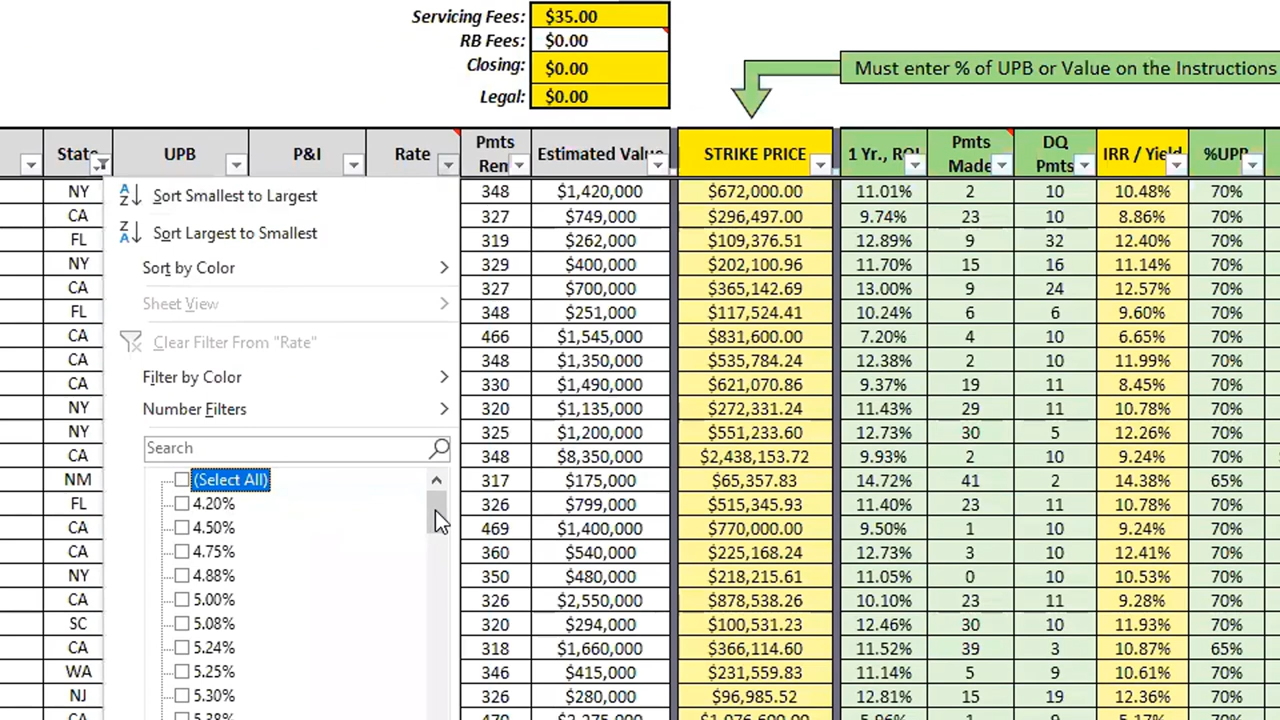 Servicing Fees: $35.00
RB Fees: $0.00
Closing: $0.00
Legal: $0.00
Must enter % of UPB or Value on the Instructions
State UPB P&I Rate Pmts Ren Estimated Value STRIKE PRICE 1 Yr., ROI Pmts Made DQ Pmts IRR / Yield %UPB
NY 348 $1,420,000 $672,000.00 11.01% 2 10 10.48% 70%
CA 327 $749,000 $296,497.00 9.74% 23 10 8.86% 70%
FL 319 $262,000 $109,376.51 12.89% 9 32 12.40% 70%
NY 329 $400,000 $202,100.96 11.70% 15 16 11.14% 70%
CA 327 $700,000 $365,142.69 13.00% 9 24 12.57% 70%
FL 348 $251,000 $117,524.41 10.24% 6 6 9.60% 70%
CA 466 $1,545,000 $831,600.00 7.20% 4 10 6.65% 70%
CA 348 $1,350,000 $535,784.24 12.38% 2 10 11.99% 70%
CA 330 $1,490,000 $621,070.86 9.37% 19 11 8.45% 70%
NY 320 $1,135,000 $272,331.24 11.43% 29 11 10.78% 70%
NY 325 $1,200,000 $551,233.60 12.73% 30 5 12.26% 70%
CA 348 $8,350,000 $2,438,153.72 9.93% 2 10 9.24% 70%
NM 317 $175,000 $65,357.83 14.72% 41 2 14.38% 65%
FL 326 $799,000 $515,345.93 11.40% 23 11 10.78% 70%
CA 469 $1,400,000 $770,000.00 9.50% 1 10 9.24% 70%
CA 360 $540,000 $225,168.24 12.73% 3 10 12.41% 70%
NY 350 $480,000 $218,215.61 11.05% 0 10 10.53% 70%
CA 326 $2,550,000 $878,538.26 10.10% 23 11 9.28% 70%
SC 320 $294,000 $100,531.23 12.46% 30 10 11.93% 70%
CA 318 $1,660,000 $366,114.60 11.52% 39 3 10.87% 65%
WA 346 $415,000 $231,559.83 11.14% 5 9 10.61% 70%
NJ 326 $280,000 $96,985.52 12.81% 15 19 12.36% 70%
CA 470 $2,275,000 $1,076,600.00 5.96% 1 9 5.17% 70%
Sort Smallest to Largest
Sort Largest to Smallest
Sort by Color
Sheet View
Clear Filter From "Rate"
Filter by Color
Number Filters
Search
(Select All)
4.20%
4.50%
4.75%
4.88%
5.00%
5.08%
5.24%
5.25%
5.30%
5.38%